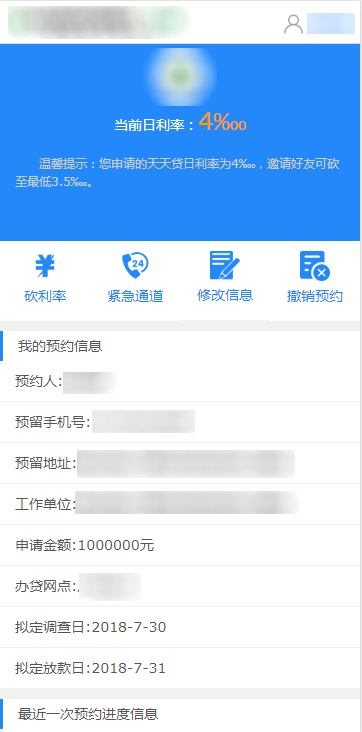 当前日利率：4‱
温馨提示：您申请的天天贷日利率为4‱，邀请好友可砍
至最低3.5‱。
砍利率 紧急通道 修改信息 撤销预约
我的预约信息
预约人:
预留手机号:
预留地址:
工作单位:
申请金额:1000000元
办贷网点:
拟定调查日:2018-7-30
拟定放款日:2018-7-31
最近一次预约进度信息